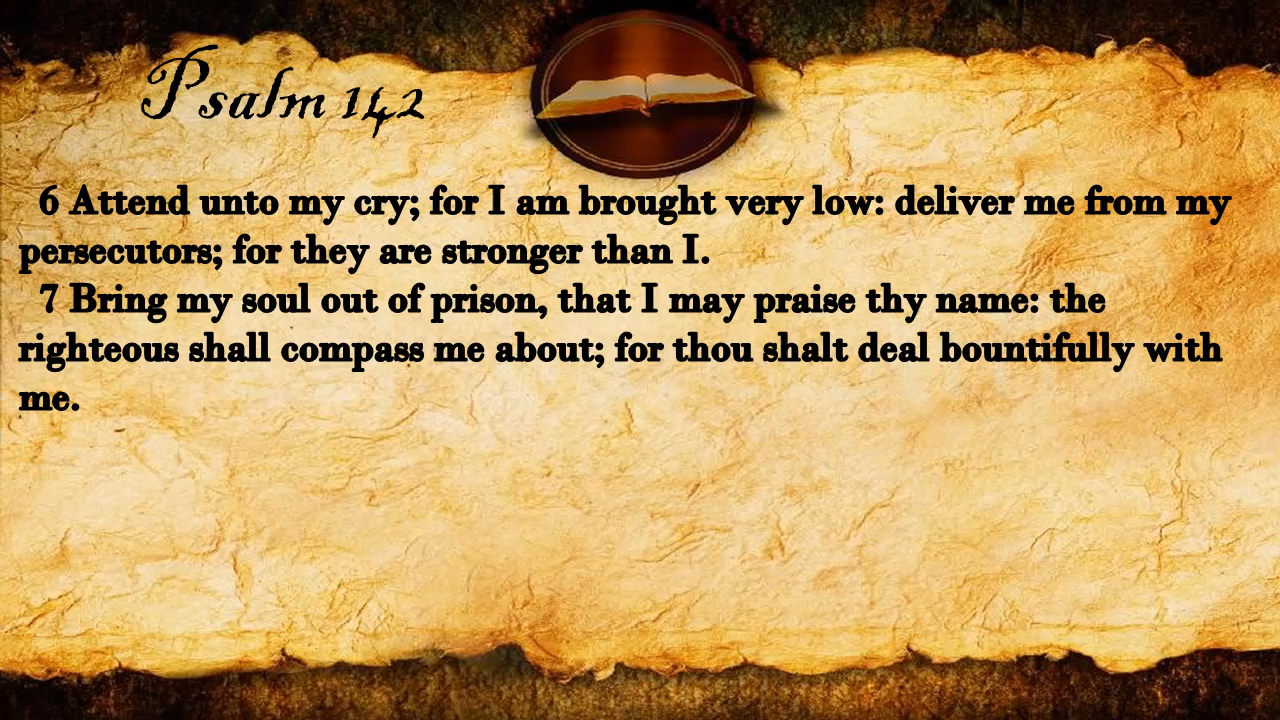 Psalm 142
6 Attend unto my cry; for I am brought very low: deliver me from my
persecutors; for they are stronger than I.
7 Bring my soul out of prison, that I may praise thy name: the
righteous shall compass me about; for thou shalt deal bountifully with
me.